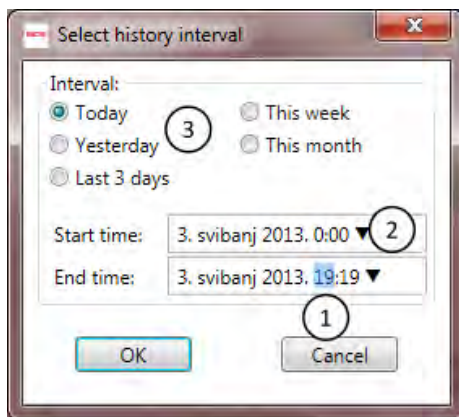 Select history interval
Interval:
Today
This week
3
Yesterday
This month
Last 3 days
Start time:
3. svibanj 2013. 0:00
2
End time:
3. svibanj 2013. 19:19
1
OK
Cancel